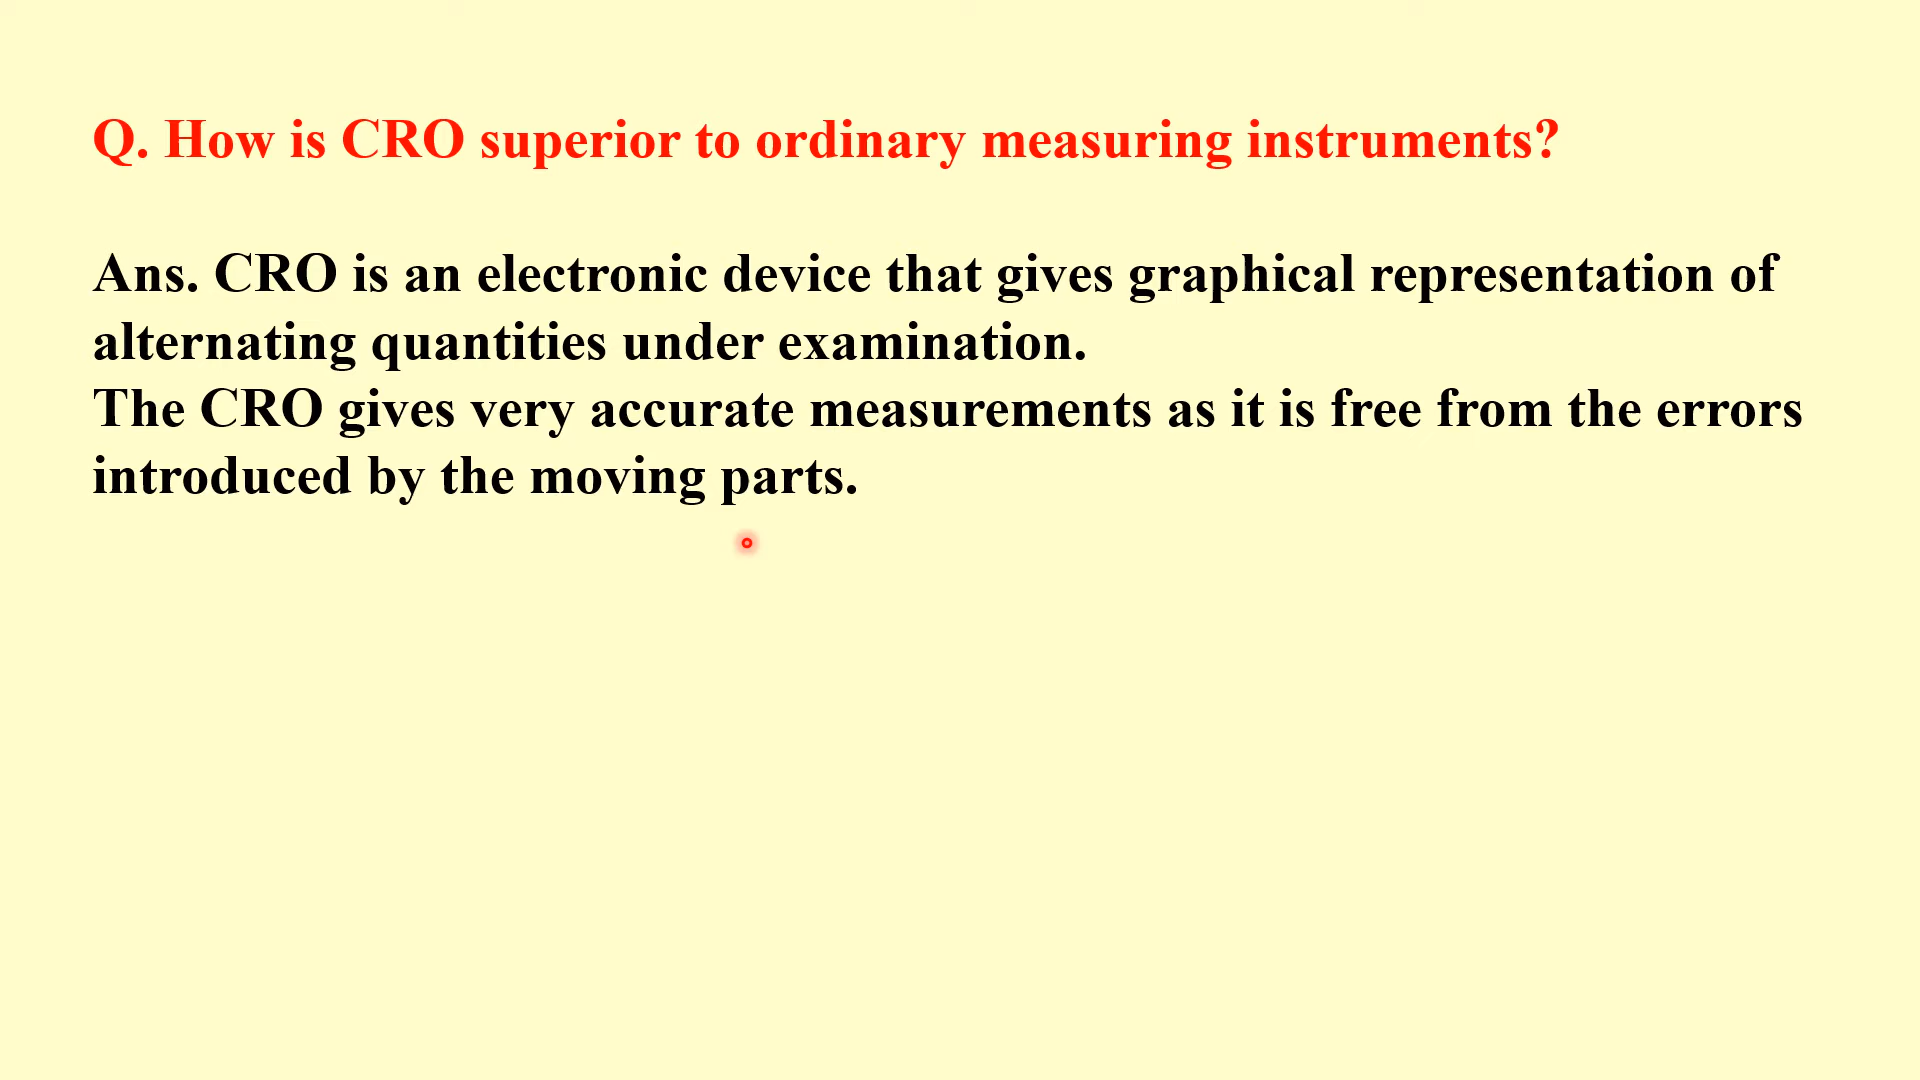 Q. How is CRO superior to ordinary measuring instruments?
Ans. CRO is an electronic device that gives graphical representation of
alternating quantities under examination.
The CRO gives very accurate measurements as it is free from the errors
introduced by the moving parts.